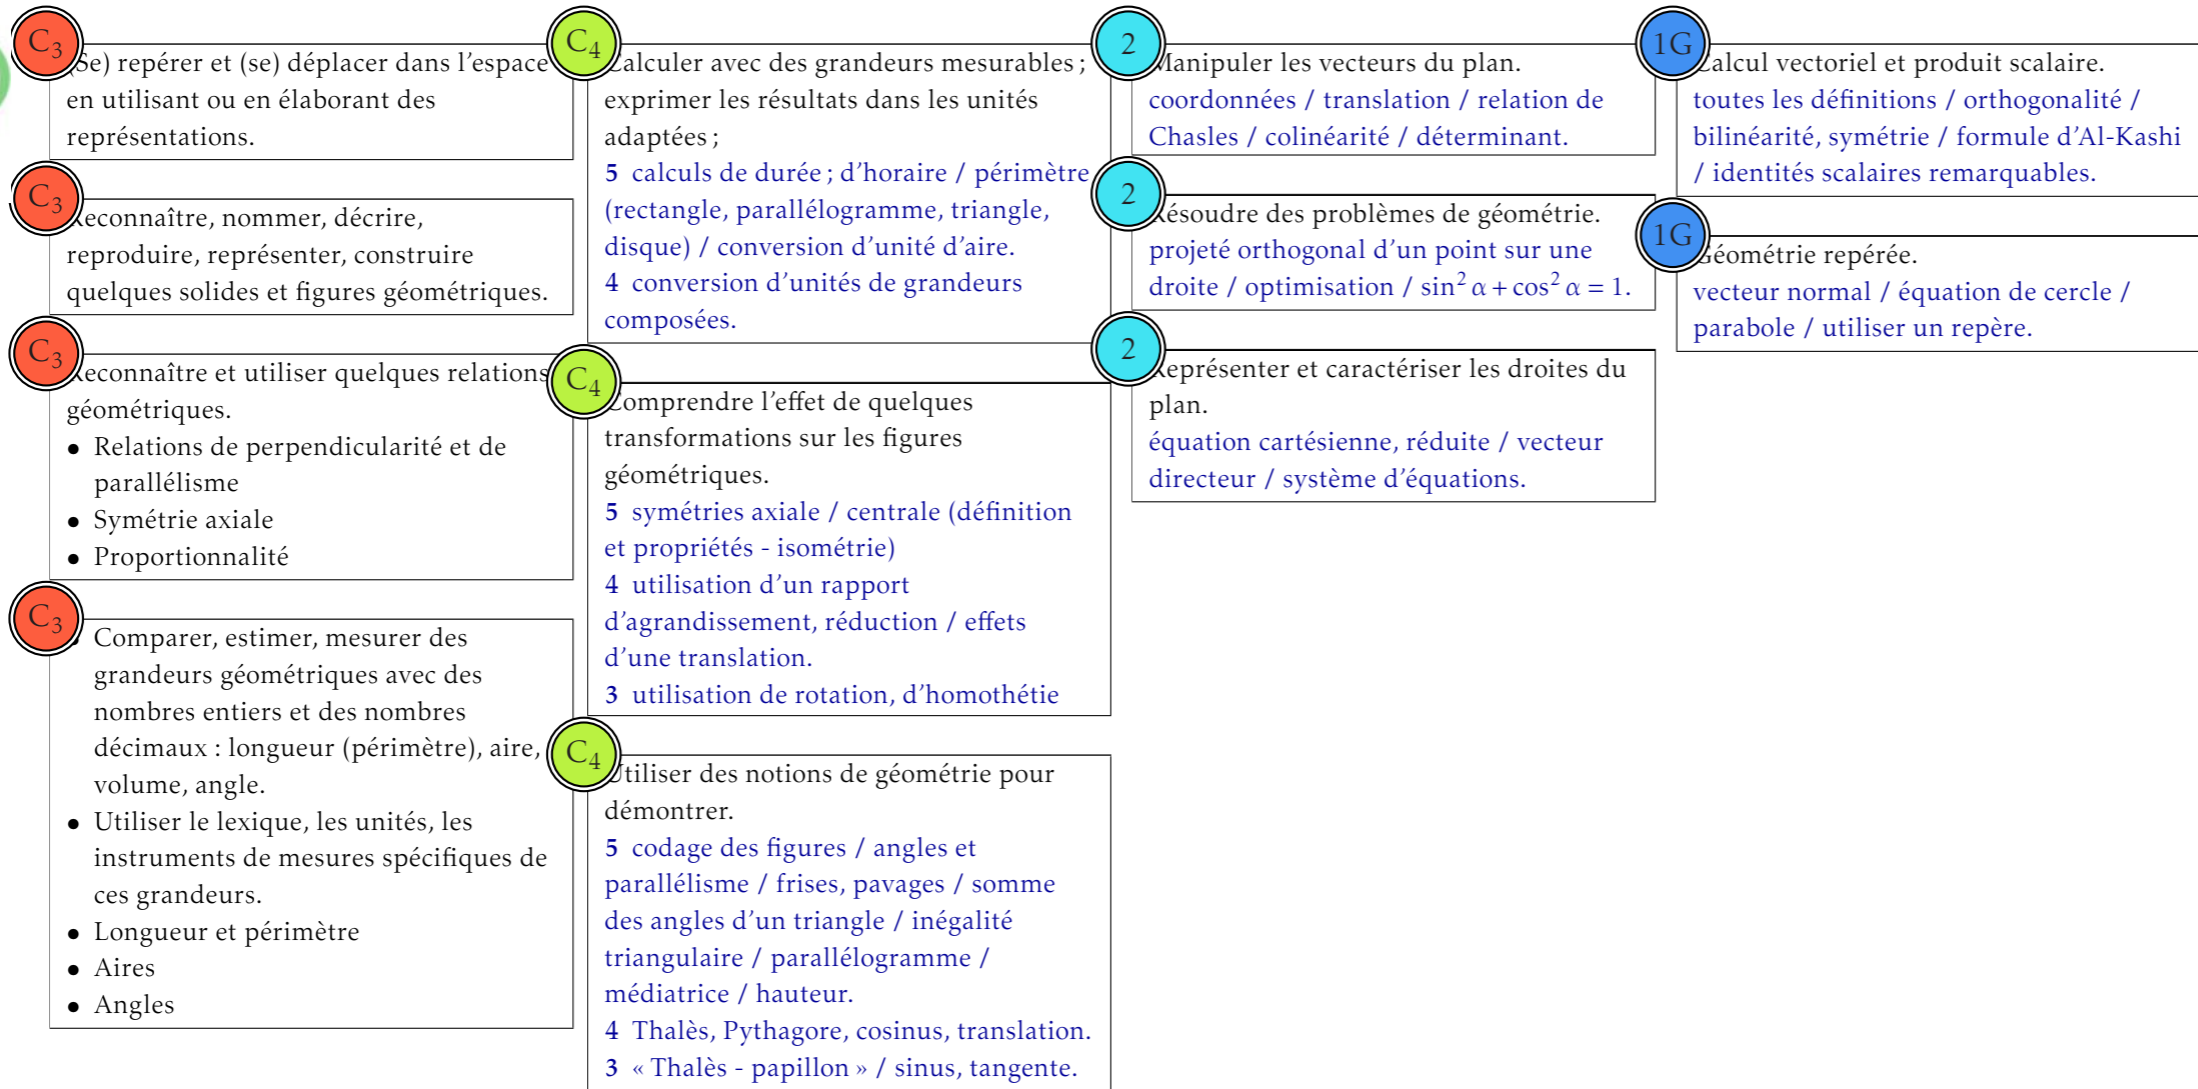 C3
(Se) repérer et (se) déplacer dans l'espace
en utilisant ou en élaborant des
représentations.
C3
Reconnaître, nommer, décrire,
reproduire, représenter, construire
quelques solides et figures géométriques.
C3
Reconnaître et utiliser quelques relations
géométriques.
• Relations de perpendicularité et de
parallélisme
• Symétrie axiale
• Proportionnalité
C3
• Comparer, estimer, mesurer des
grandeurs géométriques avec des
nombres entiers et des nombres
décimaux : longueur (périmètre), aire,
volume, angle.
• Utiliser le lexique, les unités, les
instruments de mesures spécifiques de
ces grandeurs.
• Longueur et périmètre
• Aires
• Angles
C4
Calculer avec des grandeurs mesurables ;
exprimer les résultats dans les unités
adaptées ;
5 calculs de durée ; d'horaire / périmètre
(rectangle, parallélogramme, triangle,
disque) / conversion d'unité d'aire.
4 conversion d'unités de grandeurs
composées.
C4
Comprendre l'effet de quelques
transformations sur les figures
géométriques.
5 symétries axiale / centrale (définition
et propriétés - isométrie)
4 utilisation d'un rapport
d'agrandissement, réduction / effets
d'une translation.
3 utilisation de rotation, d'homothétie
C4
Utiliser des notions de géométrie pour
démontrer.
5 codage des figures / angles et
parallélisme / frises, pavages / somme
des angles d'un triangle / inégalité
triangulaire / parallélogramme /
médiatrice / hauteur.
4 Thalès, Pythagore, cosinus, translation.
3 « Thalès - papillon » / sinus, tangente.
2
Manipuler les vecteurs du plan.
coordonnées / translation / relation de
Chasles / colinéarité / déterminant.
2
Résoudre des problèmes de géométrie.
projeté orthogonal d'un point sur une
droite / optimisation / sin² α + cos² α = 1.
2
Représenter et caractériser les droites du
plan.
équation cartésienne, réduite / vecteur
directeur / système d'équations.
1G
Calcul vectoriel et produit scalaire.
toutes les définitions / orthogonalité /
bilinéarité, symétrie / formule d'Al-Kashi
/ identités scalaires remarquables.
1G
Géométrie repérée.
vecteur normal / équation de cercle /
parabole / utiliser un repère.